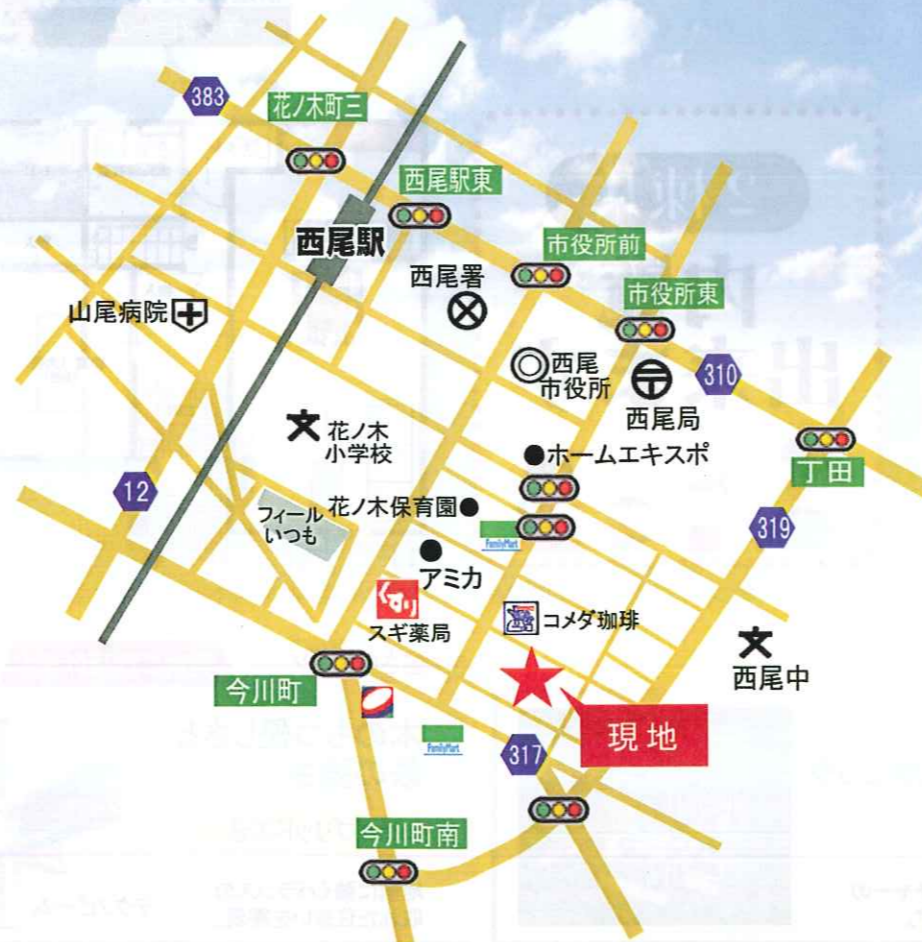 383
花ノ木町三
西尾駅東
西尾駅
西尾署
市役所前
市役所東
山尾病院
西尾
市役所
310
西尾局
花ノ木
小学校
ホームエキスポ
丁田
12
フィール
いつも
花ノ木保育園
FamilyMart
319
アミカ
くすり
スギ薬局
コメダ珈琲
西尾中
今川町
現地
FamilyMart
317
今川町南